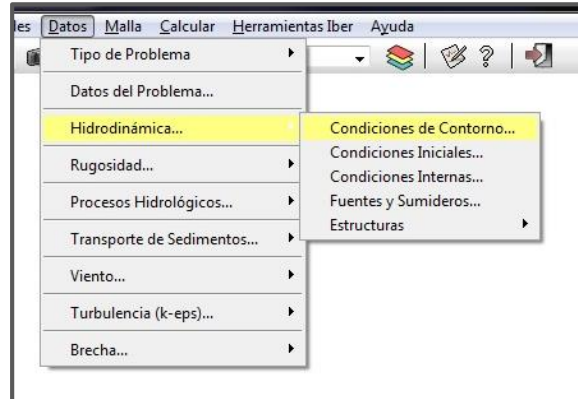 les Datos Malla Calcular Herramientas Iber Ayuda
Tipo de Problema
Datos del Problema...
Hidrodinámica...
Condiciones de Contorno...
Condiciones Iniciales...
Condiciones Internas...
Fuentes y Sumideros...
Estructuras
Rugosidad...
Procesos Hidrológicos...
Transporte de Sedimentos...
Viento...
Turbulencia (k-eps)...
Brecha...